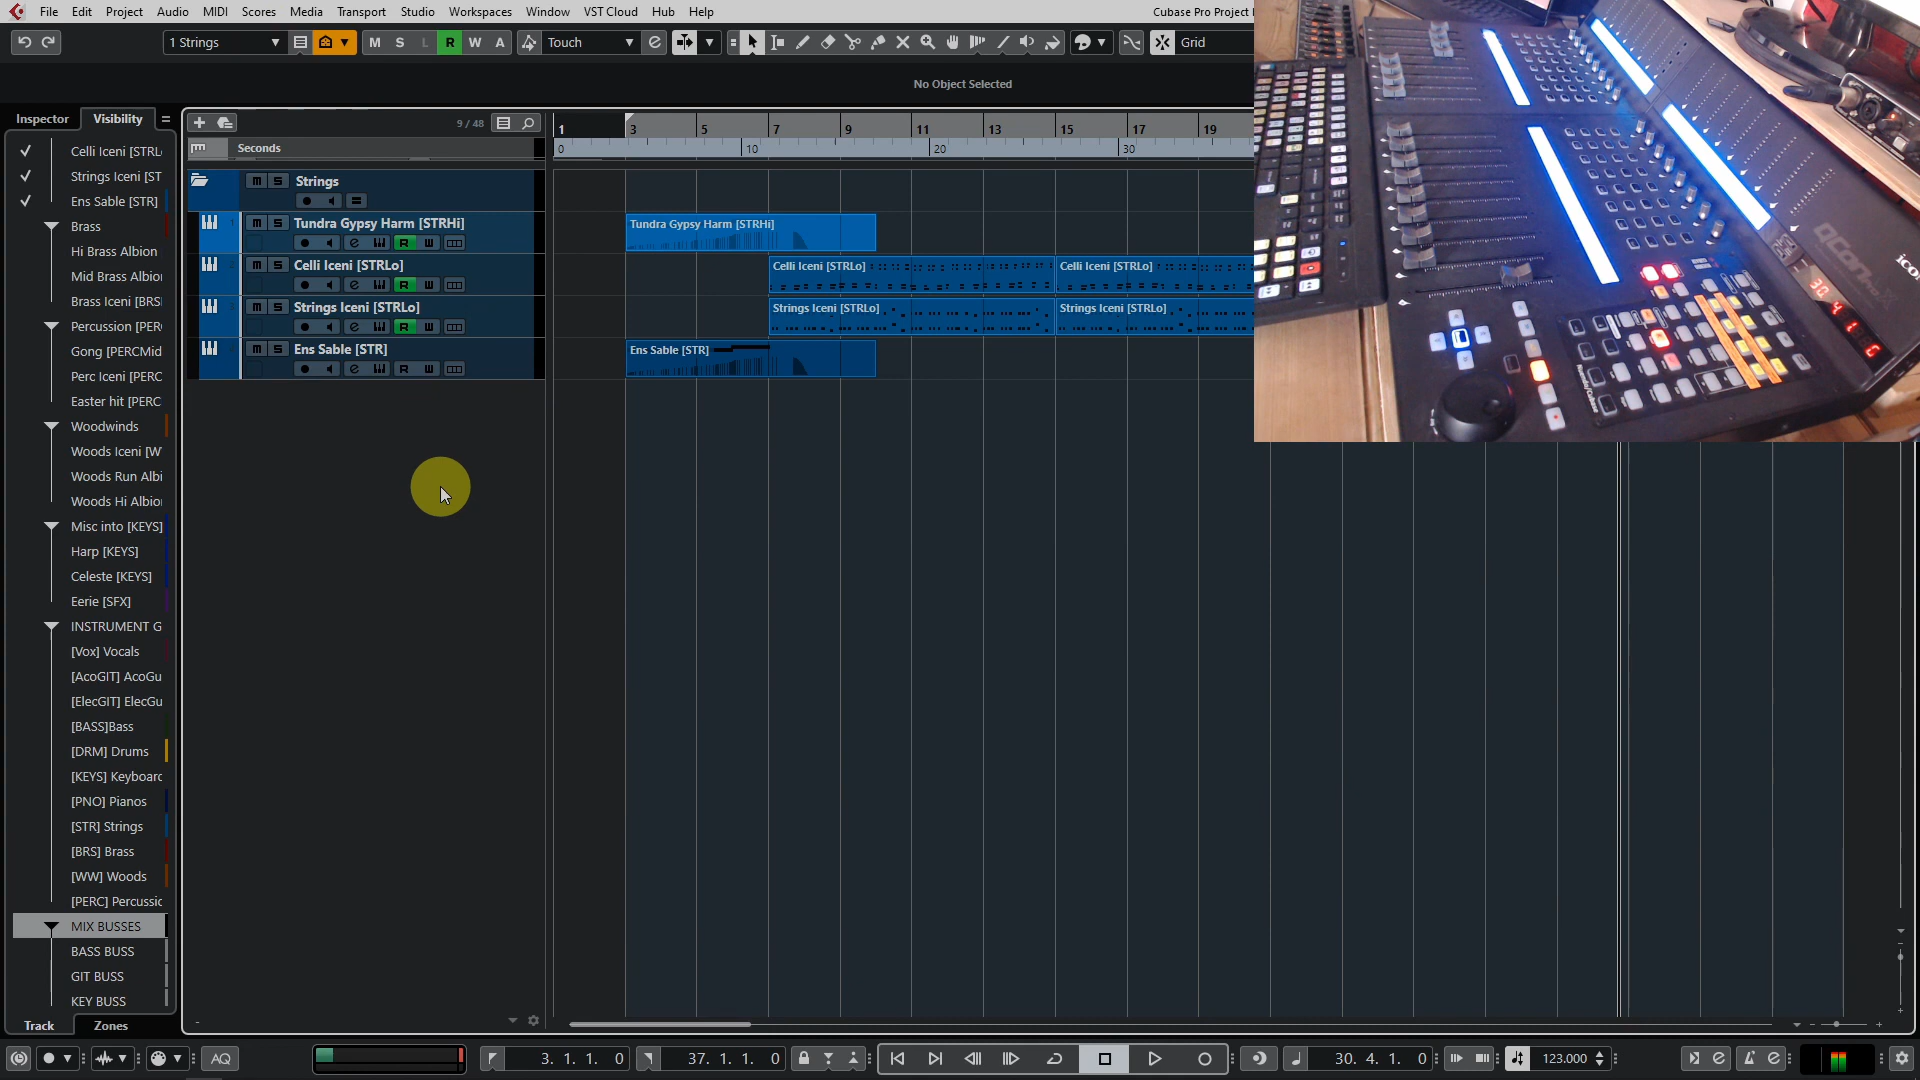 File Edit Project Audio MIDI Scores Media Transport Studio Workspaces Window VST Cloud Hub Help Cubase Pro Project
1 Strings M S L R W A Touch Grid
No Object Selected
Inspector Visibility
9 / 48
1 3 5 7 9 11 13 15 17 19
Seconds 0 10 20 30
Celli Iceni [STRL
Strings Iceni [ST
Ens Sable [STR]
Brass
Hi Brass Albion
Mid Brass Albio
Brass Iceni [BRS
Percussion [PER
Gong [PERCMid
Perc Iceni [PERC
Easter hit [PERC
Woodwinds
Woods Iceni [W
Woods Run Albi
Woods Hi Albio
Misc into [KEYS]
Harp [KEYS]
Celeste [KEYS]
Eerie [SFX]
INSTRUMENT G
[Vox] Vocals
[AcoGIT] AcoGu
[ElecGIT] ElecGu
[BASS]Bass
[DRM] Drums
[KEYS] Keyboarc
[PNO] Pianos
[STR] Strings
[BRS] Brass
[WW] Woods
[PERC] Percussic
MIX BUSSES
BASS BUSS
GIT BUSS
KEY BUSS
Track Zones
m S Strings
1 m S Tundra Gypsy Harm [STRHi]
R W
2 m S Celli Iceni [STRLo]
R W
3 m S Strings Iceni [STRLo]
R W
4 m S Ens Sable [STR]
R W
Tundra Gypsy Harm [STRHi]
Celli Iceni [STRLo] Celli Iceni [STRLo]
Strings Iceni [STRLo] Strings Iceni [STRLo]
Ens Sable [STR]
QCon
icon
30 4 1
AQ 3. 1. 1. 0 37. 1. 1. 0 30. 4. 1. 0 123.000